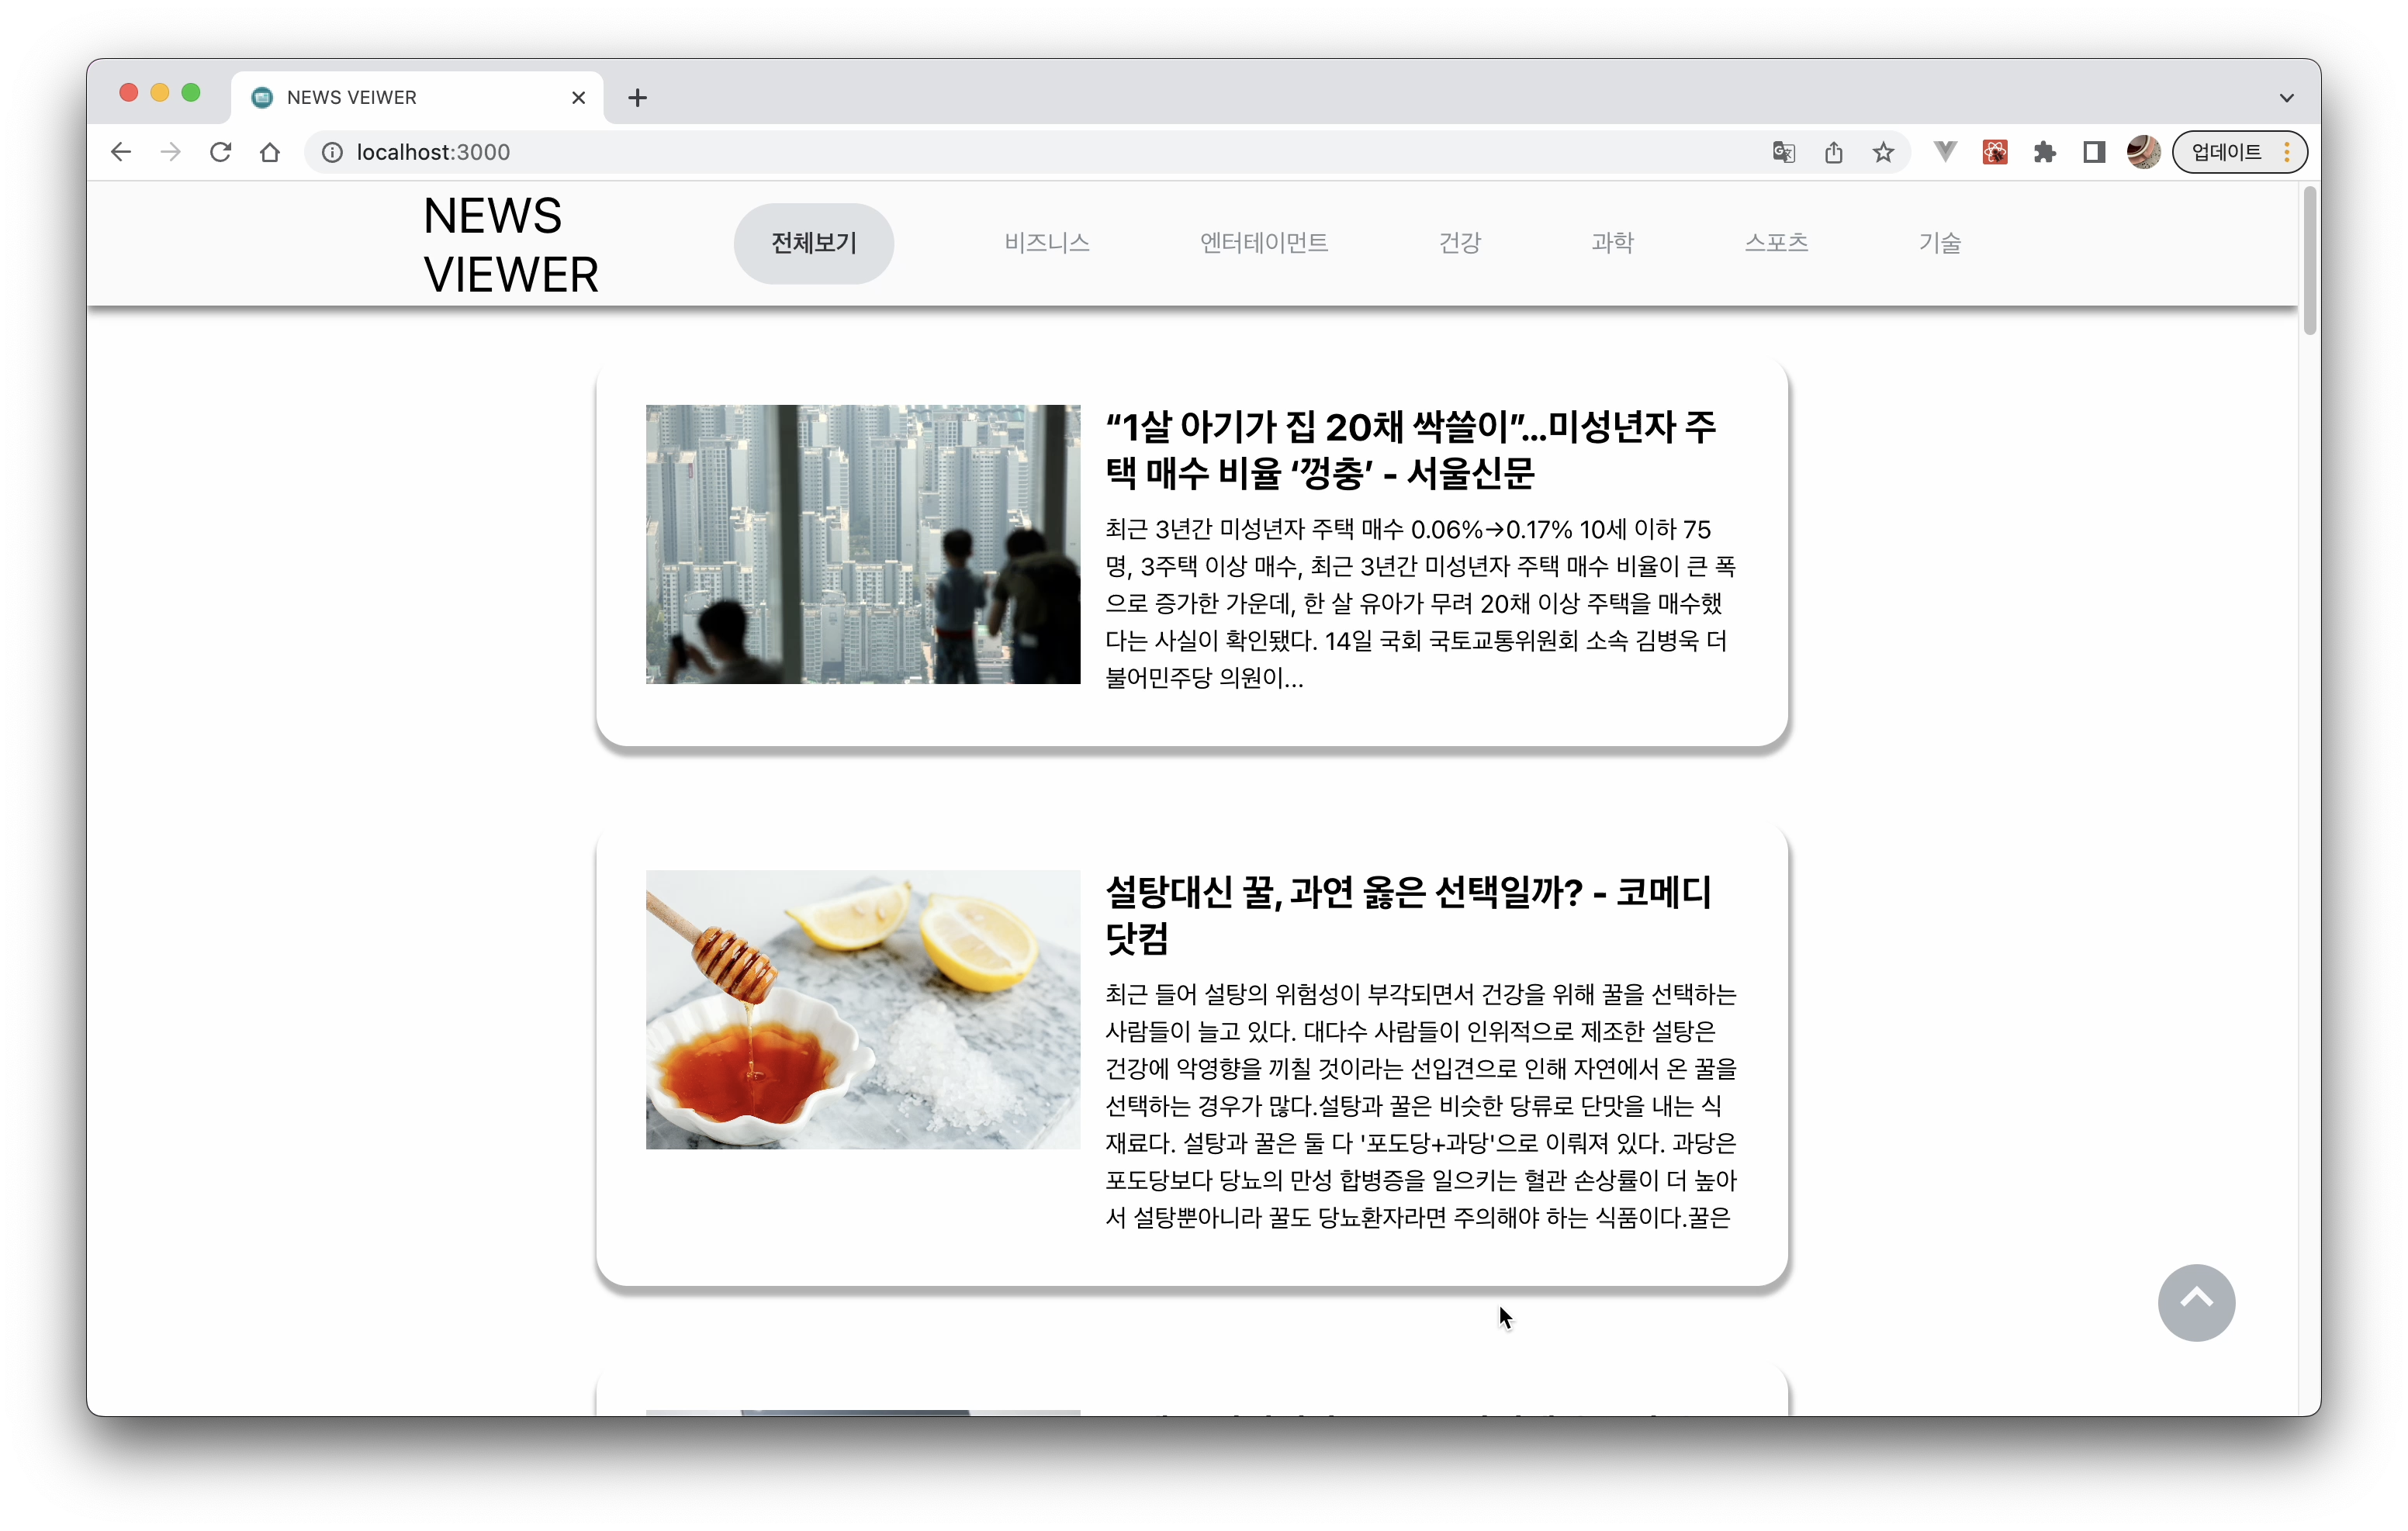 NEWS VEIWER
localhost:3000
업데이트
NEWS
VIEWER
전체보기
비즈니스
엔터테이먼트
건강
과학
스포츠
기술
“1살 아기가 집 20채 싹쓸이”...미성년자 주
택 매수 비율 ‘껑충’ - 서울신문
최근 3년간 미성년자 주택 매수 0.06%→0.17% 10세 이하 75
명, 3주택 이상 매수, 최근 3년간 미성년자 주택 매수 비율이 큰 폭
으로 증가한 가운데, 한 살 유아가 무려 20채 이상 주택을 매수했
다는 사실이 확인됐다. 14일 국회 국토교통위원회 소속 김병욱 더
불어민주당 의원이...
설탕대신 꿀, 과연 옳은 선택일까? - 코메디
닷컴
최근 들어 설탕의 위험성이 부각되면서 건강을 위해 꿀을 선택하는
사람들이 늘고 있다. 대다수 사람들이 인위적으로 제조한 설탕은
건강에 악영향을 끼칠 것이라는 선입견으로 인해 자연에서 온 꿀을
선택하는 경우가 많다.설탕과 꿀은 비슷한 당류로 단맛을 내는 식
재료다. 설탕과 꿀은 둘 다 '포도당+과당'으로 이뤄져 있다. 과당은
포도당보다 당뇨의 만성 합병증을 일으키는 혈관 손상률이 더 높아
서 설탕뿐아니라 꿀도 당뇨환자라면 주의해야 하는 식품이다.꿀은